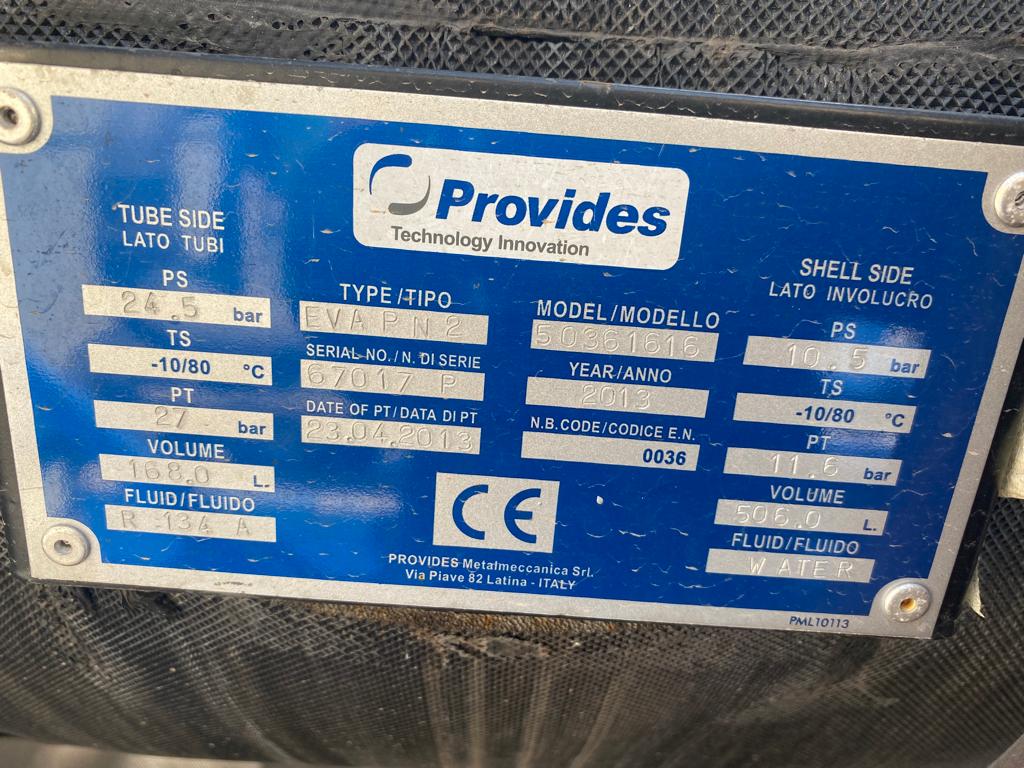 Provides
Technology Innovation
TUBE SIDE
LATO TUBI
PS
24.5 bar
TS
-10/80 °C
PT
27 bar
VOLUME
168.0 L.
FLUID/FLUIDO
R 134 A
TYPE/TIPO
EVAP N2
SERIAL NO./N. DI SERIE
67017 P
DATE OF PT/DATA DI PT
23.04.2013
MODEL/MODELLO
50361616
YEAR/ANNO
2013
N.B.CODE/CODICE E.N.
0036
CE
PROVIDES Metalmeccanica Srl.
Via Piave 82 Latina - ITALY
SHELL SIDE
LATO INVOLUCRO
PS
10.5 bar
TS
-10/80 °C
PT
11.6 bar
VOLUME
506.0 L.
FLUID/FLUIDO
WATER
PML10113